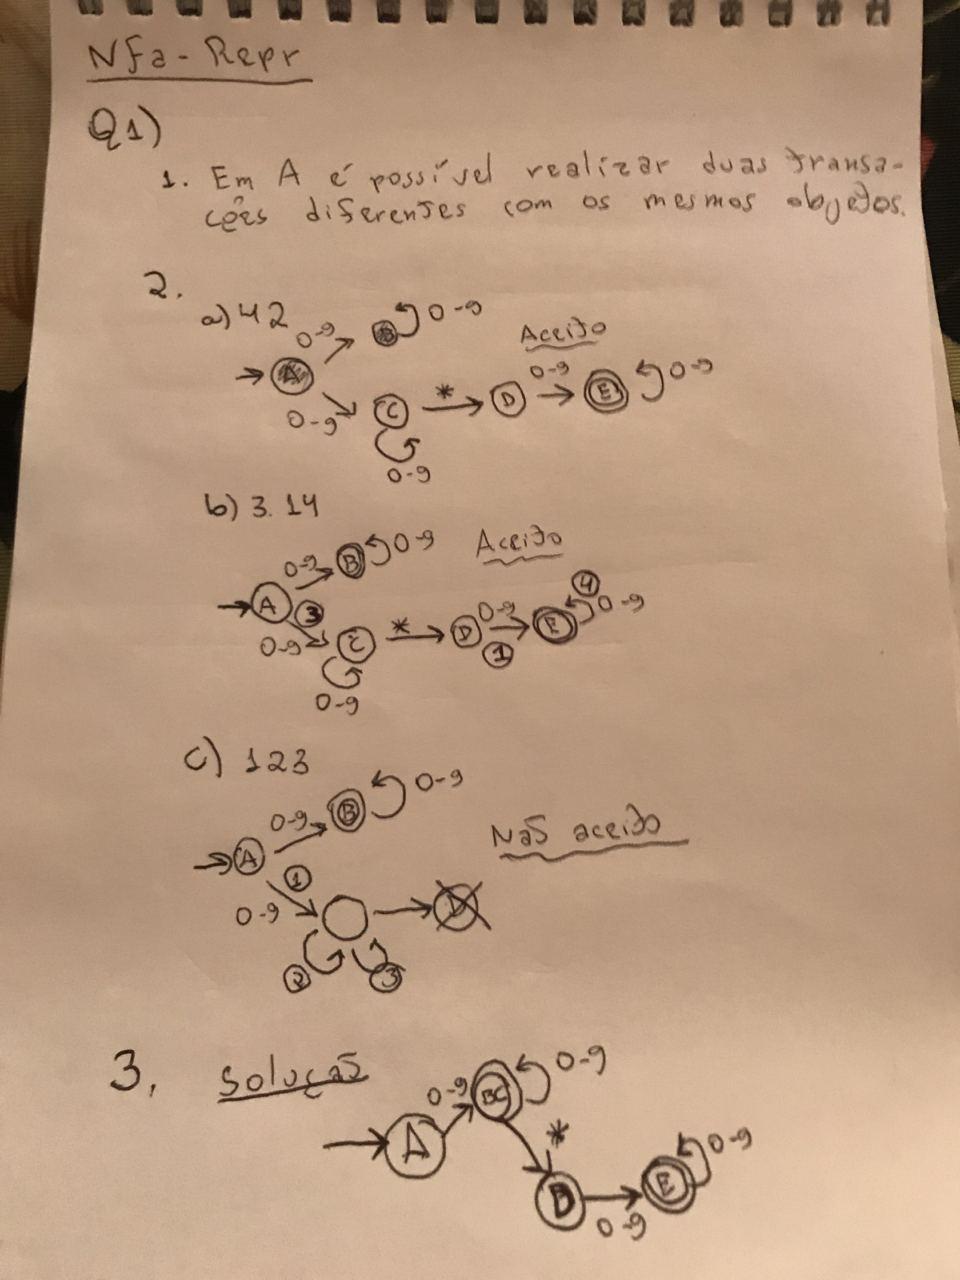 NFa - Repr
Q1)
1. Em A é possível realizar duas transa-
ções diferentes com os mesmos objetos.
2.
a) 42
0-9 B 0-9
Aceito
A
0-9 C * D 0-9 E 0-9
0-9
b) 3.14
0-9 B 0-9
Aceito
A 3
0-9 C * D 0-9 1 E 4 0-9
0-9
c) 123
0-9 B 0-9
Não aceito
A 1
0-9 D
2 3
3. Solução
A 0-9 BC 0-9
*
D 0-9 E 0-9